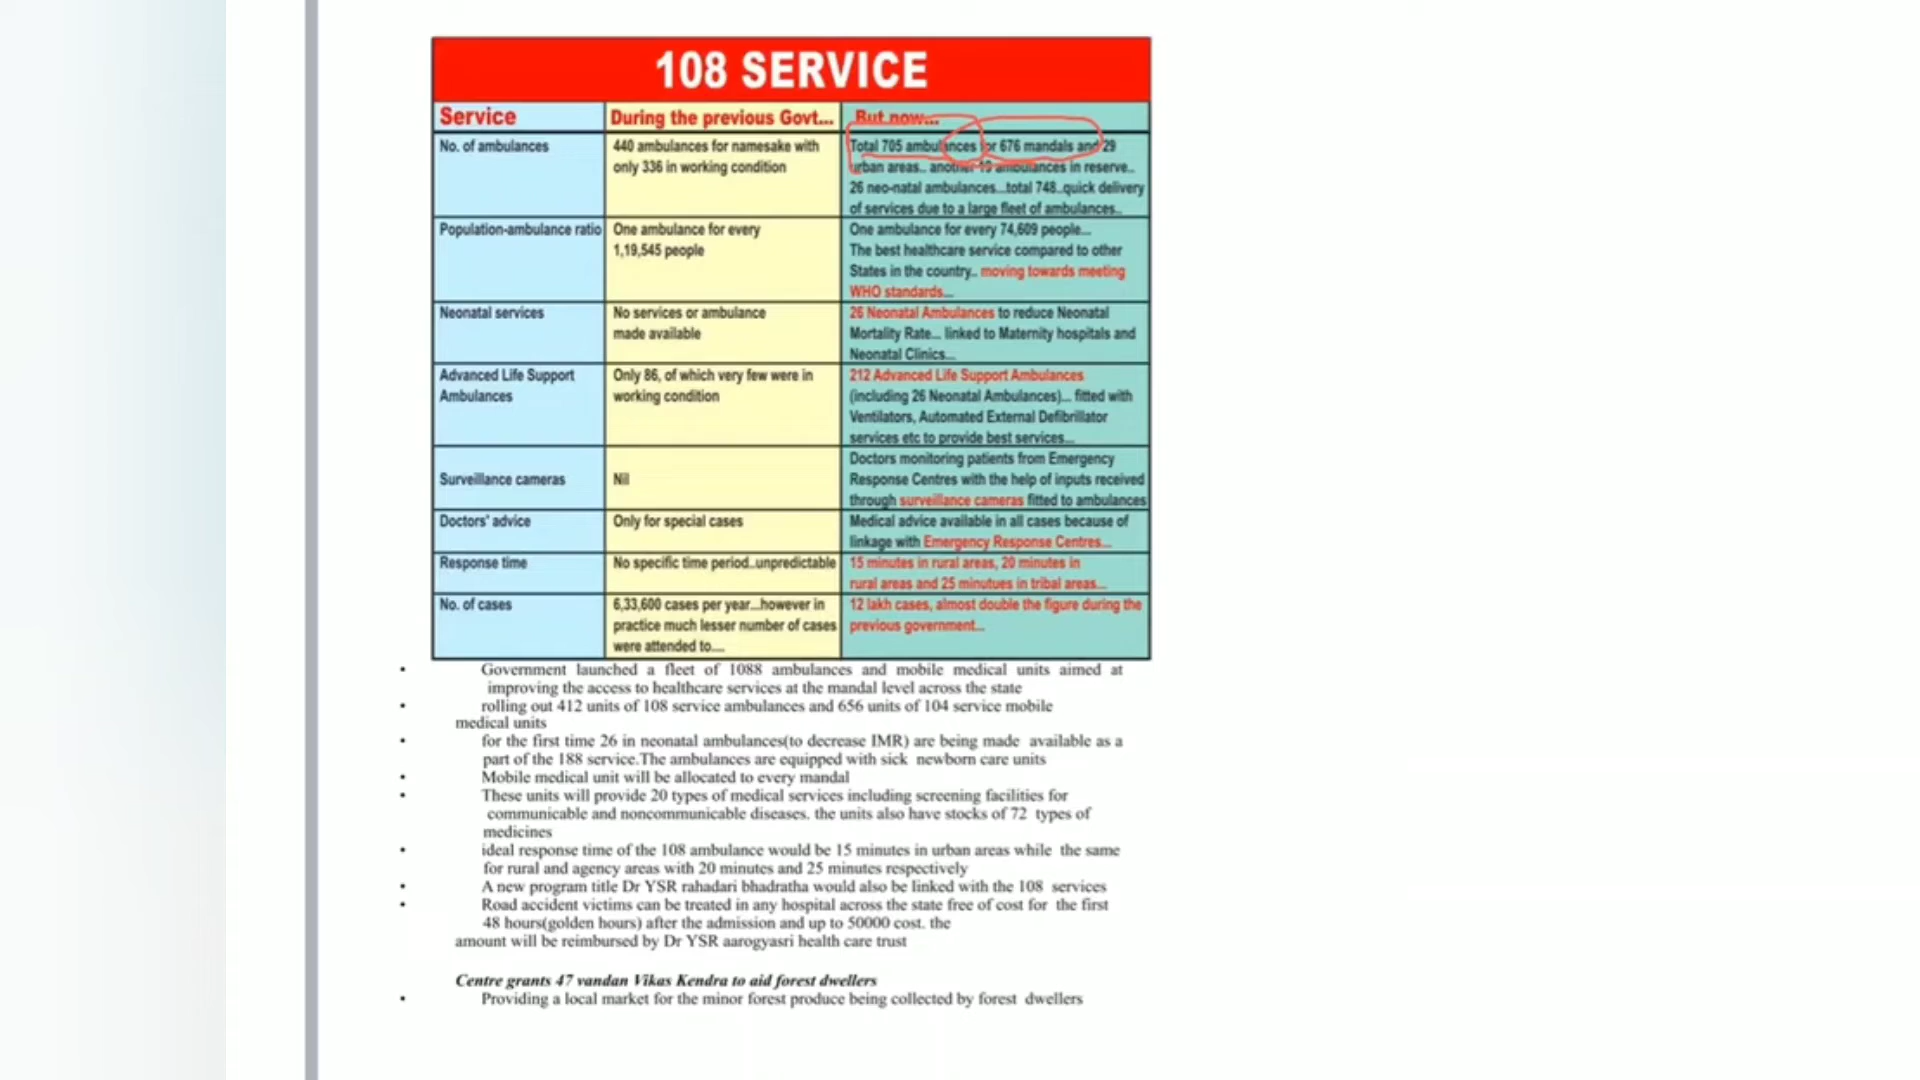 108 SERVICE
Service
During the previous Govt...
But now...
No. of ambulances
440 ambulances for namesake with
only 336 in working condition
Total 705 ambulances for 676 mandals and 29
urban areas.. another 19 ambulances in reserve..
26 neo-natal ambulances...total 748..quick delivery
of services due to a large fleet of ambulances..
Population-ambulance ratio
One ambulance for every
1,19,545 people
One ambulance for every 74,609 people...
The best healthcare service compared to other
States in the country.. moving towards meeting
WHO standards...
Neonatal services
No services or ambulance
made available
26 Neonatal Ambulances to reduce Neonatal
Mortality Rate... linked to Maternity hospitals and
Neonatal Clinics...
Advanced Life Support
Ambulances
Only 86, of which very few were in
working condition
212 Advanced Life Support Ambulances
(including 26 Neonatal Ambulances)... fitted with
Ventilators, Automated External Defibrillator
services etc to provide best services...
Surveillance cameras
Nil
Doctors monitoring patients from Emergency
Response Centres with the help of inputs received
through surveillance cameras fitted to ambulances
Doctors' advice
Only for special cases
Medical advice available in all cases because of
linkage with Emergency Response Centres...
Response time
No specific time period..unpredictable
15 minutes in rural areas, 20 minutes in
rural areas and 25 minutues in tribal areas...
No. of cases
6,33,600 cases per year...however in
practice much lesser number of cases
were attended to....
12 lakh cases, almost double the figure during the
previous government...
• Government launched a fleet of 1088 ambulances and mobile medical units aimed at
improving the access to healthcare services at the mandal level across the state
• rolling out 412 units of 108 service ambulances and 656 units of 104 service mobile
medical units
• for the first time 26 in neonatal ambulances(to decrease IMR) are being made available as a
part of the 188 service.The ambulances are equipped with sick newborn care units
• Mobile medical unit will be allocated to every mandal
• These units will provide 20 types of medical services including screening facilities for
communicable and noncommunicable diseases. the units also have stocks of 72 types of
medicines
• ideal response time of the 108 ambulance would be 15 minutes in urban areas while the same
for rural and agency areas with 20 minutes and 25 minutes respectively
• A new program title Dr YSR rahadari bhadratha would also be linked with the 108 services
• Road accident victims can be treated in any hospital across the state free of cost for the first
48 hours(golden hours) after the admission and up to 50000 cost. the
amount will be reimbursed by Dr YSR aarogyasri health care trust
Centre grants 47 vandan Vikas Kendra to aid forest dwellers
• Providing a local market for the minor forest produce being collected by forest dwellers